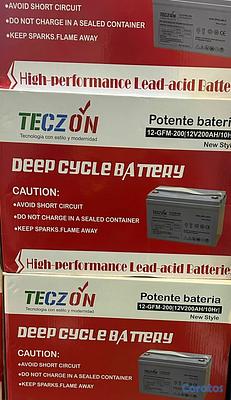 •AVOID SHORT CIRCUIT
•DO NOT CHARGE IN A SEALED CONTAINER
•KEEP SPARKS.FLAME AWAY
High-performance Lead-acid Batterie
TECZON
Tecnologia con estilo y modernidad
Potente bateria
12-GFM-200[12V200AH/10H
New Style
DEEP CYCLE BATTERY
CAUTION:
•AVOID SHORT CIRCUIT
•DO NOT CHARGE IN A SEALED CONTAINER
•KEEP SPARKS.FLAME AWAY
High-performance Lead-acid Batteries
TECZON
Tecnologia con estilo y modernidad
Potente bateria
12-GFM-200[12V200AH/10Hr]
New Style
DEEP CYCLE BATTERY
CAUTION:
•AVOID SHORT CIRCUIT
•DO NOT CHARGE IN A SEALED CONTAINER
•KEEP SPARKS.FLAME AWAY
Corotos